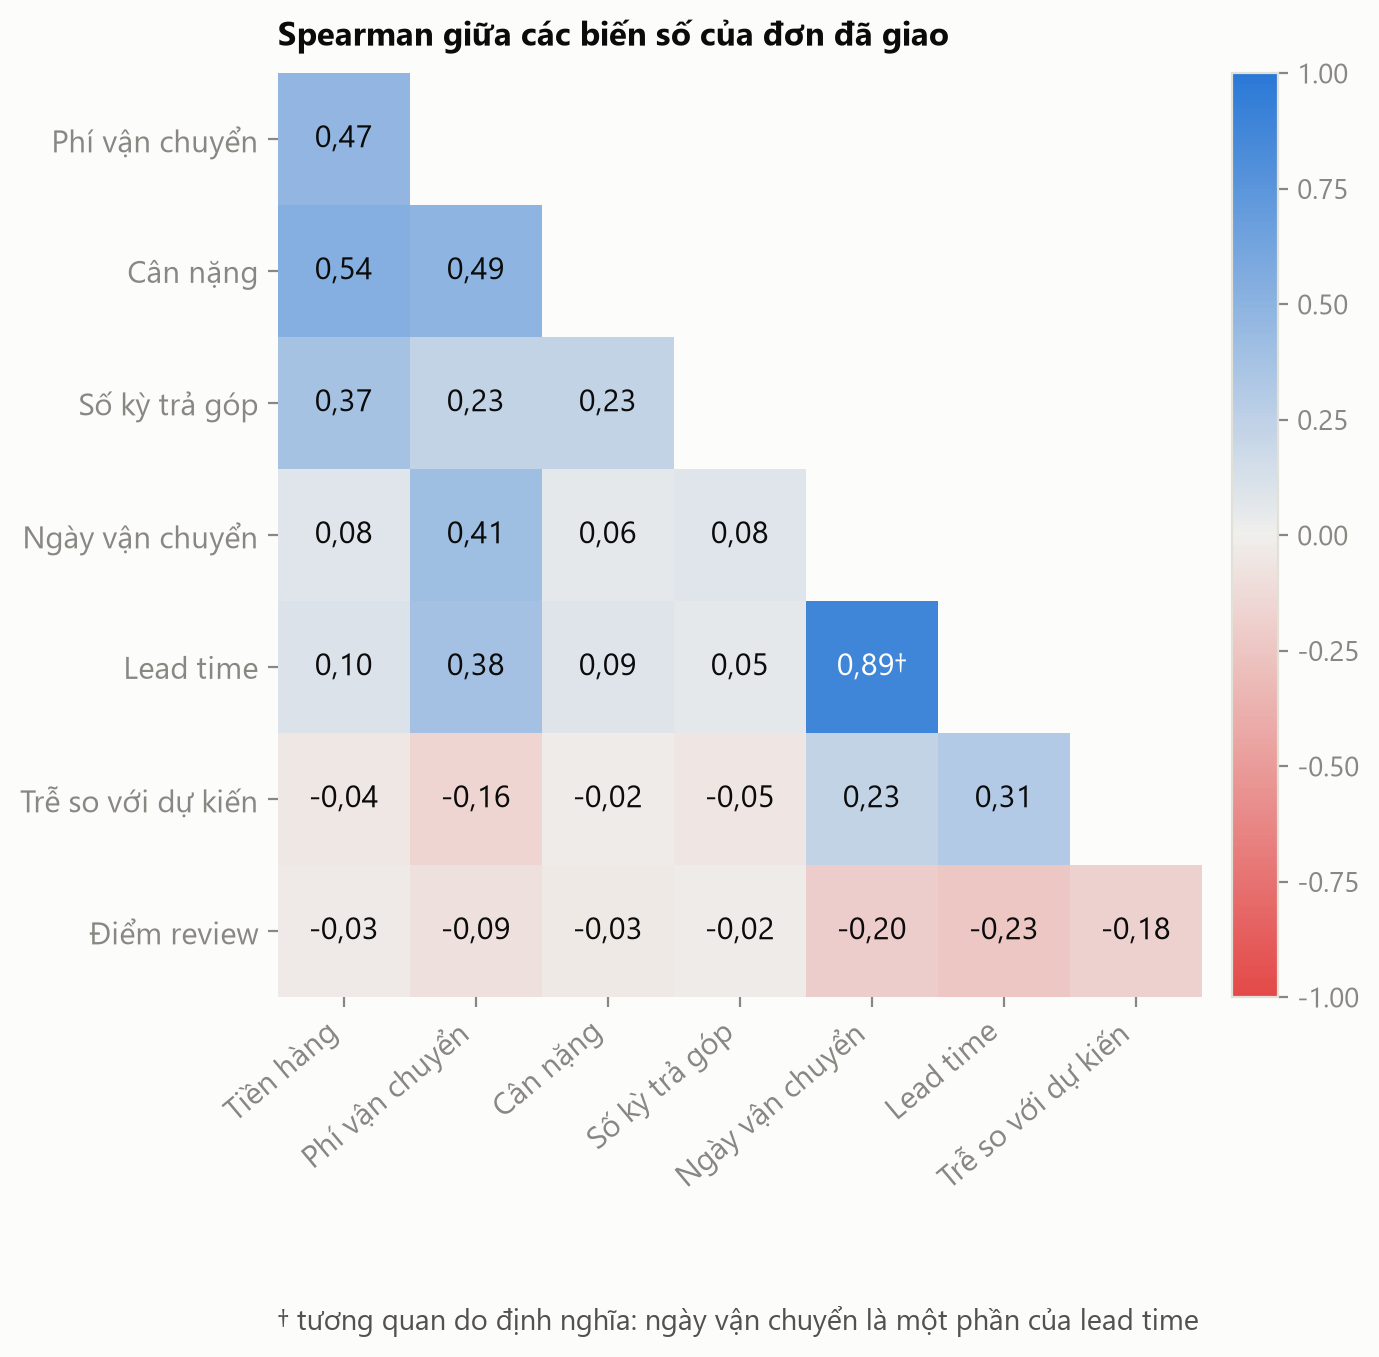 Spearman giữa các biến số của đơn đã giao
Phí vận chuyển 0,47
Cân nặng 0,54 0,49
Số kỳ trả góp 0,37 0,23 0,23
Ngày vận chuyển 0,08 0,41 0,06 0,08
Lead time 0,10 0,38 0,09 0,05 0,89†
Trễ so với dự kiến -0,04 -0,16 -0,02 -0,05 0,23 0,31
Điểm review -0,03 -0,09 -0,03 -0,02 -0,20 -0,23 -0,18
Tiền hàng
Phí vận chuyển
Cân nặng
Số kỳ trả góp
Ngày vận chuyển
Lead time
Trễ so với dự kiến
1.00
0.75
0.50
0.25
0.00
-0.25
-0.50
-0.75
-1.00
† tương quan do định nghĩa: ngày vận chuyển là một phần của lead time